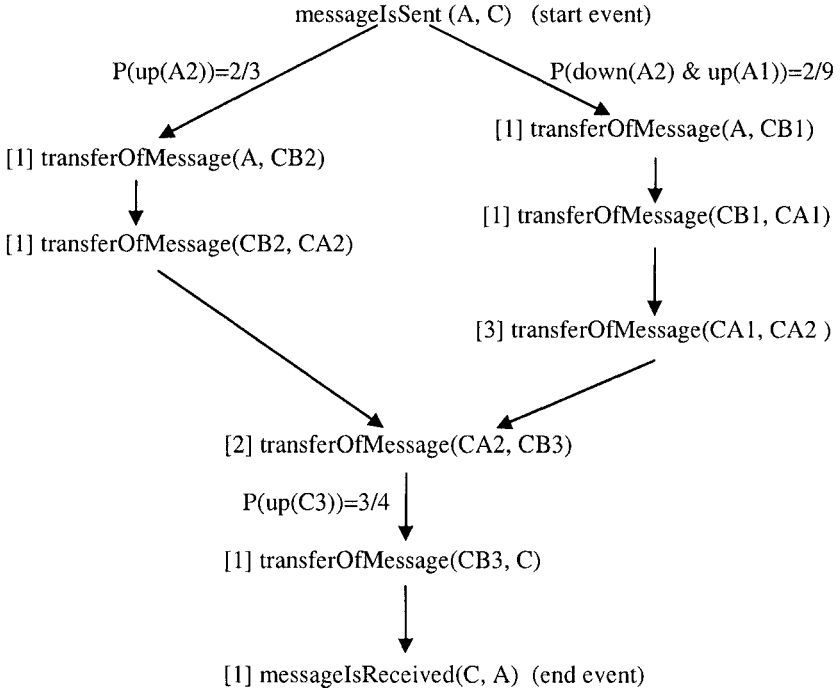 messageIsSent (A, C) (start event)
P(up(A2))=2/3
P(down(A2) & up(A1))=2/9
[1] transferOfMessage(A, CB1)
[1] transferOfMessage(A, CB2)
[1] transferOfMessage(CB1, CA1)
[1] transferOfMessage(CB2, CA2)
[3] transferOfMessage(CA1, CA2 )
[2] transferOfMessage(CA2, CB3)
P(up(C3))=3/4
[1] transferOfMessage(CB3, C)
[1] messageIsReceived(C, A) (end event)